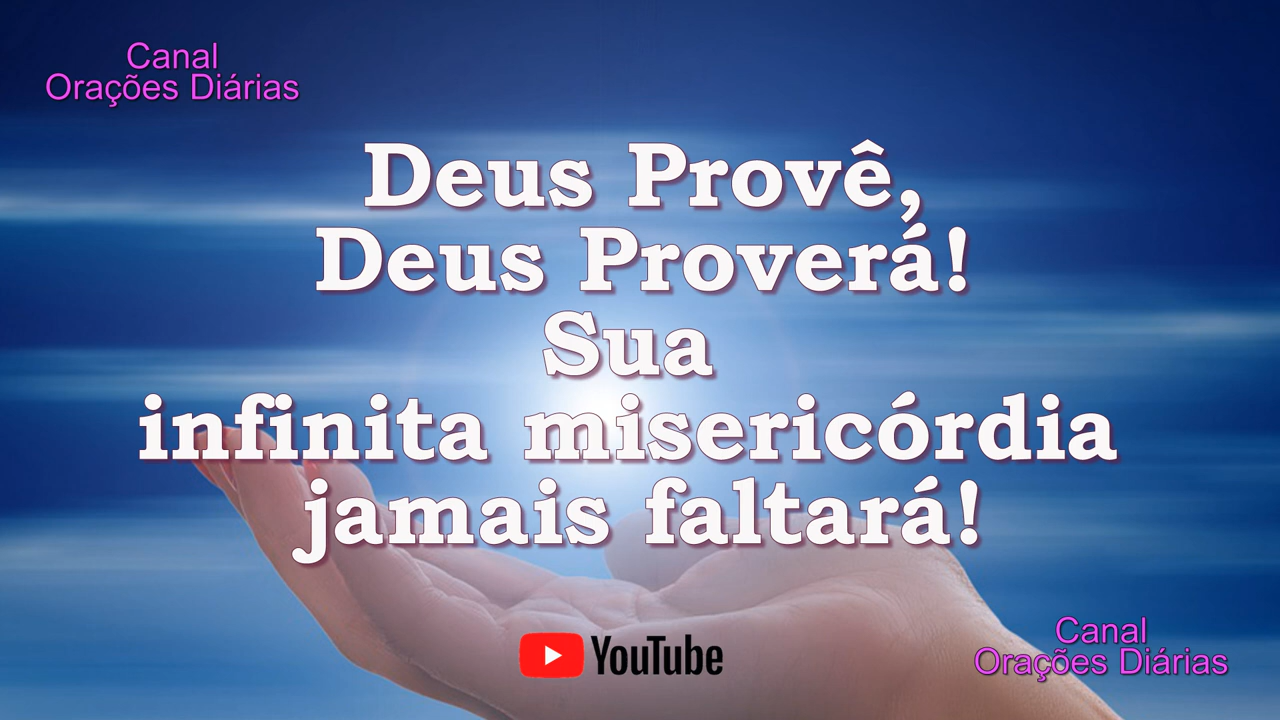 Canal
Orações Diárias
Deus Provê,
Deus Proverá!
Sua
infinita misericórdia
jamais faltará!
YouTube
Canal
Orações Diárias